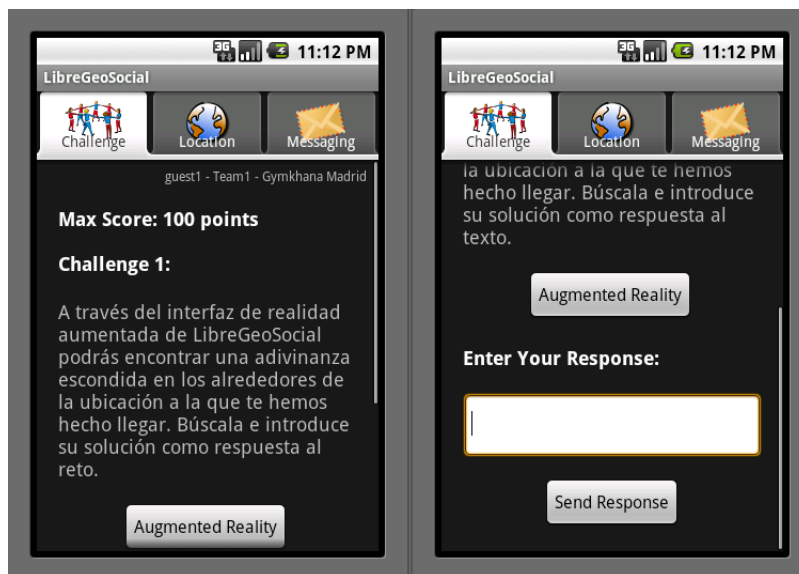 3G 11:12 PM
LibreGeoSocial
Challenge Location Messaging
guest1 - Team1 - Gymkhana Madrid
Max Score: 100 points
Challenge 1:
A través del interfaz de realidad
aumentada de LibreGeoSocial
podrás encontrar una adivinanza
escondida en los alrededores de
la ubicación a la que te hemos
hecho llegar. Búscala e introduce
su solución como respuesta al
reto.
Augmented Reality
3G 11:12 PM
LibreGeoSocial
Challenge Location Messaging
la ubicación a la que te hemos
hecho llegar. Búscala e introduce
su solución como respuesta al
texto.
Augmented Reality
Enter Your Response:
Send Response